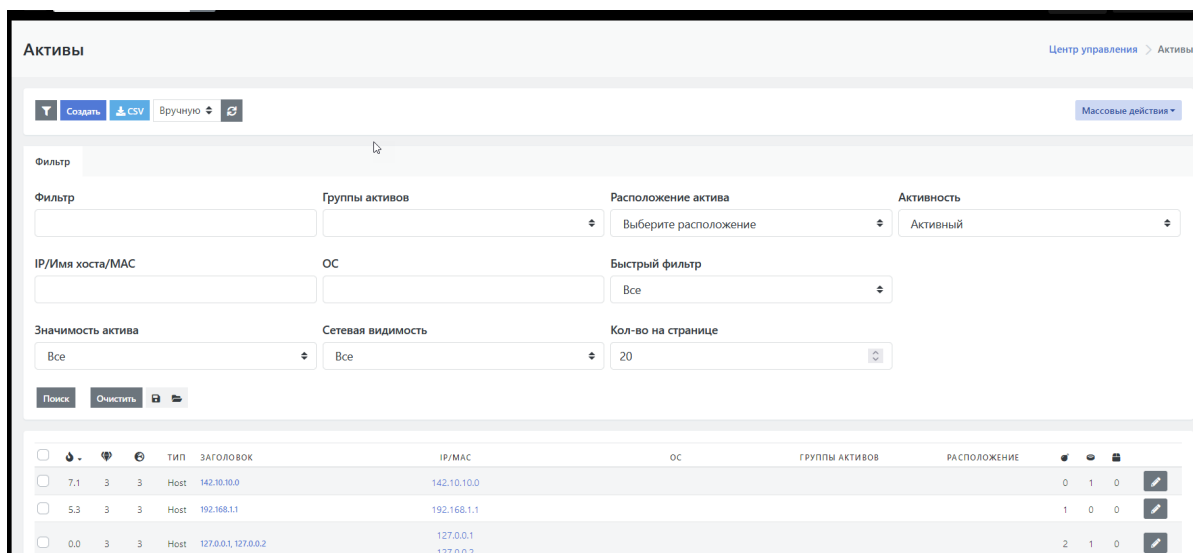 Активы
Центр управления > Активы
Создать CSV Вручную Массовые действия
Фильтр
Фильтр Группы активов Расположение актива Активность
Выберите расположение Активный
IP/Имя хоста/MAC ОС Быстрый фильтр
Все
Значимость актива Сетевая видимость Кол-во на странице
Все Все 20
Поиск Очистить
ТИП ЗАГОЛОВОК IP/MAC ОС ГРУППЫ АКТИВОВ РАСПОЛОЖЕНИЕ
7.1 3 3 Host 142.10.10.0 142.10.10.0 0 1 0
5.3 3 3 Host 192.168.1.1 192.168.1.1 1 0 0
127.0.0.1
0.0 3 3 Host 127.0.0.1, 127.0.0.2 2 1 0
127.0.0.2